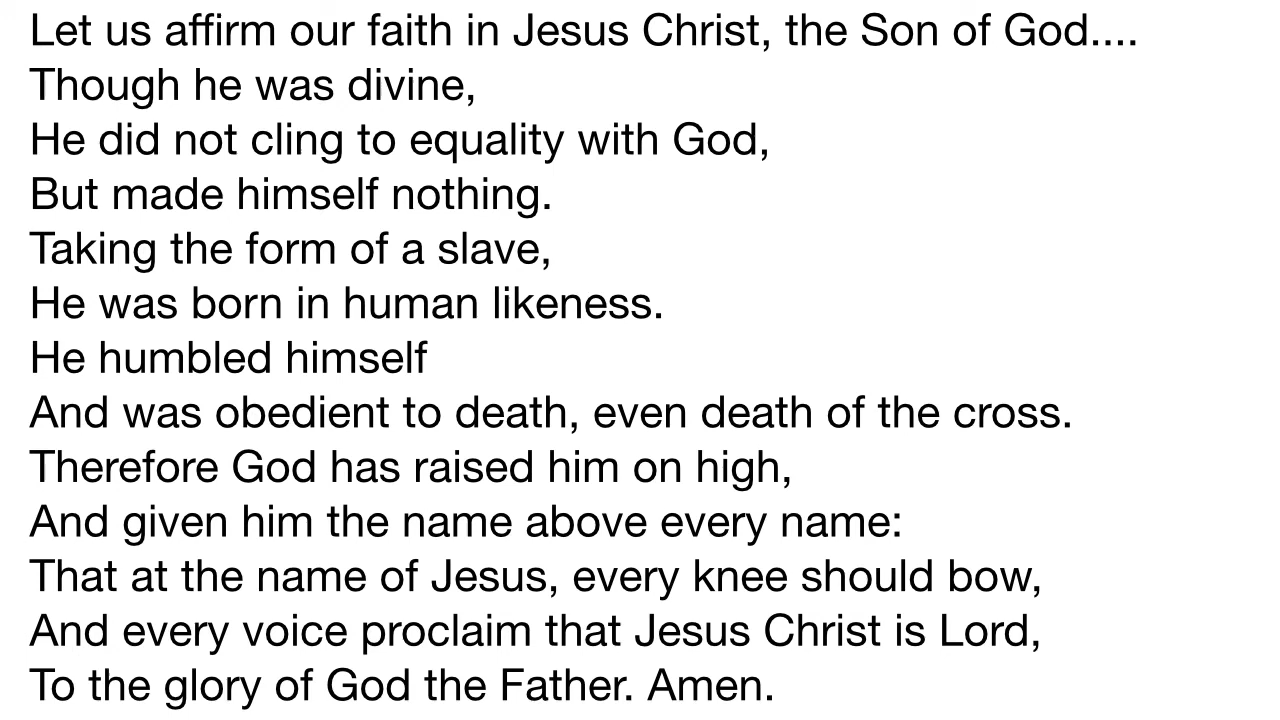 Let us affirm our faith in Jesus Christ, the Son of God....
Though he was divine,
He did not cling to equality with God,
But made himself nothing.
Taking the form of a slave,
He was born in human likeness.
He humbled himself
And was obedient to death, even death of the cross.
Therefore God has raised him on high,
And given him the name above every name:
That at the name of Jesus, every knee should bow,
And every voice proclaim that Jesus Christ is Lord,
To the glory of God the Father. Amen.